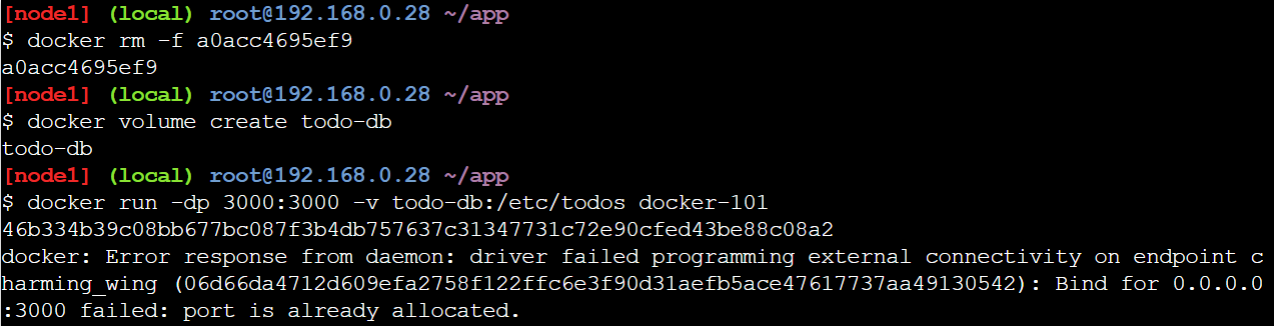 [node1] (local) root@192.168.0.28 ~/app
$ docker rm -f a0acc4695ef9
a0acc4695ef9
[node1] (local) root@192.168.0.28 ~/app
$ docker volume create todo-db
todo-db
[node1] (local) root@192.168.0.28 ~/app
$ docker run -dp 3000:3000 -v todo-db:/etc/todos docker-101
46b334b39c08bb677bc087f3b4db757637c31347731c72e90cfed43be88c08a2
docker: Error response from daemon: driver failed programming external connectivity on endpoint c
harming_wing (06d66da4712d609efa2758f122ffc6e3f90d31aefb5ace47617737aa49130542): Bind for 0.0.0.0
:3000 failed: port is already allocated.